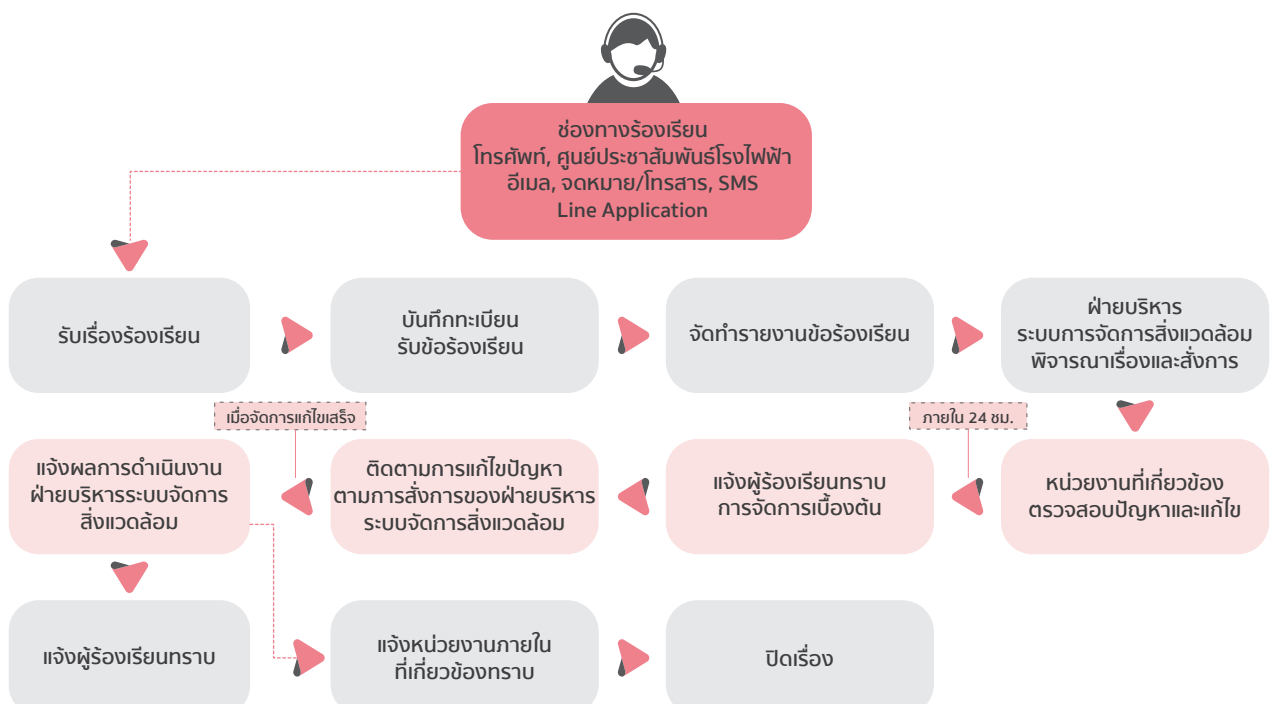 ช่องทางร้องเรียน
โทรศัพท์, ศูนย์ประชาสัมพันธ์โรงไฟฟ้า
อีเมล, จดหมาย/โทรสาร, SMS
Line Application
รับเรื่องร้องเรียน
บันทึกทะเบียน
รับข้อร้องเรียน
จัดทำรายงานข้อร้องเรียน
ฝ่ายบริหาร
ระบบการจัดการสิ่งแวดล้อม
พิจารณาเรื่องและสั่งการ
หน่วยงานที่เกี่ยวข้อง
ตรวจสอบปัญหาและแก้ไข
ภายใน 24 ชม.
แจ้งผู้ร้องเรียนทราบ
การจัดการเบื้องต้น
ติดตามการแก้ไขปัญหา
ตามการสั่งการของฝ่ายบริหาร
ระบบจัดการสิ่งแวดล้อม
เมื่อจัดการแก้ไขเสร็จ
แจ้งผลการดำเนินงาน
ฝ่ายบริหารระบบจัดการ
สิ่งแวดล้อม
แจ้งผู้ร้องเรียนทราบ
แจ้งหน่วยงานภายใน
ที่เกี่ยวข้องทราบ
ปิดเรื่อง